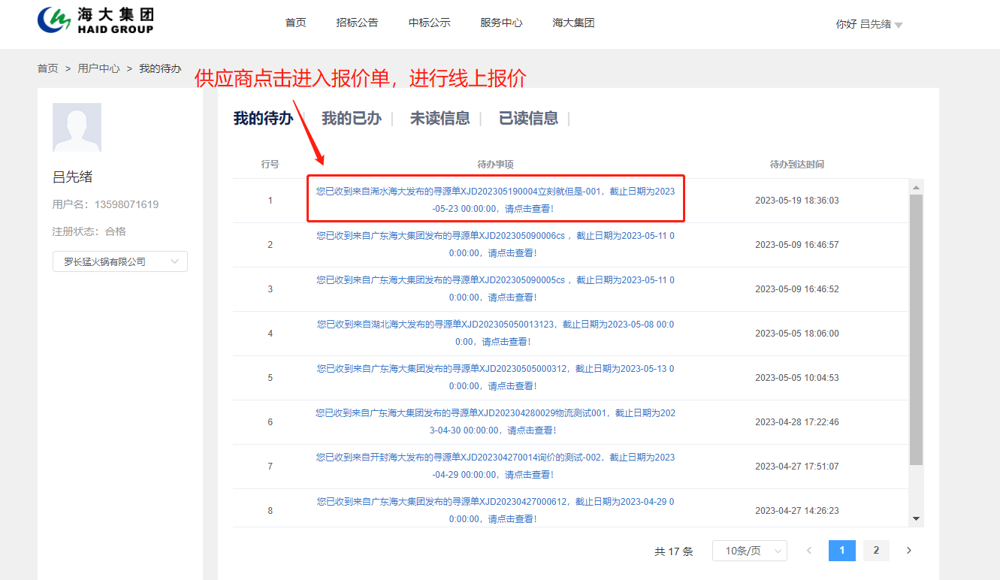 海大集团
HAID GROUP
首页 招标公告 中标公示 服务中心 海大集团
你好 吕先绪
首页 > 用户中心 > 我的待办
供应商点击进入报价单，进行线上报价
吕先绪
用户名：13598071619
注册状态：合格
罗长猛火锅有限公司
我的待办 | 我的已办 | 未读信息 | 已读信息 |
行号 待办事项 待办到达时间
1 您已收到来自浠水海大发布的寻源单XJD202305190004立刻就但是-001，截止日期为2023
-05-23 00:00:00，请点击查看! 2023-05-19 18:36:03
2 您已收到来自广东海大集团发布的寻源单XJD202305090006cs ，截止日期为2023-05-11 0
0:00:00，请点击查看! 2023-05-09 16:46:57
3 您已收到来自广东海大集团发布的寻源单XJD202305090005cs ，截止日期为2023-05-11 0
0:00:00，请点击查看! 2023-05-09 16:46:52
4 您已收到来自湖北海大发布的寻源单XJD202305050013123，截止日期为2023-05-08 00:0
0:00，请点击查看! 2023-05-05 18:06:00
5 您已收到来自广东海大集团发布的寻源单XJD20230505000312，截止日期为2023-05-13 0
0:00:00，请点击查看! 2023-05-05 10:04:53
6 您已收到来自广东海大集团发布的寻源单XJD202304280029物流测试001，截止日期为202
3-04-30 00:00:00，请点击查看! 2023-04-28 17:22:46
7 您已收到来自开封海大发布的寻源单XJD202304270014询价的测试-002，截止日期为2023
-04-29 00:00:00，请点击查看! 2023-04-27 17:51:07
8 您已收到来自广东海大集团发布的寻源单XJD20230427000612，截止日期为2023-04-29 0
0:00:00，请点击查看! 2023-04-27 14:26:23
共 17 条 10条/页 < 1 2 >